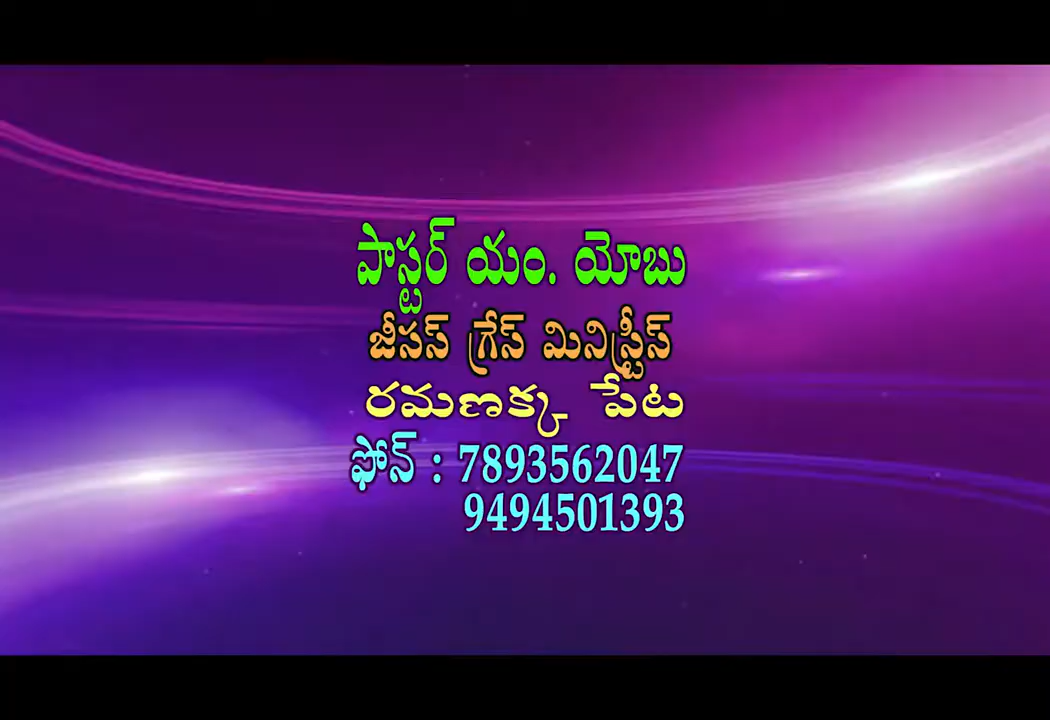 పాస్టర్ యం. యోబు
జీసస్ గ్రేస్ మినిస్ట్రీస్
రమణక్క పేట
ఫోన్ : 7893562047
9494501393